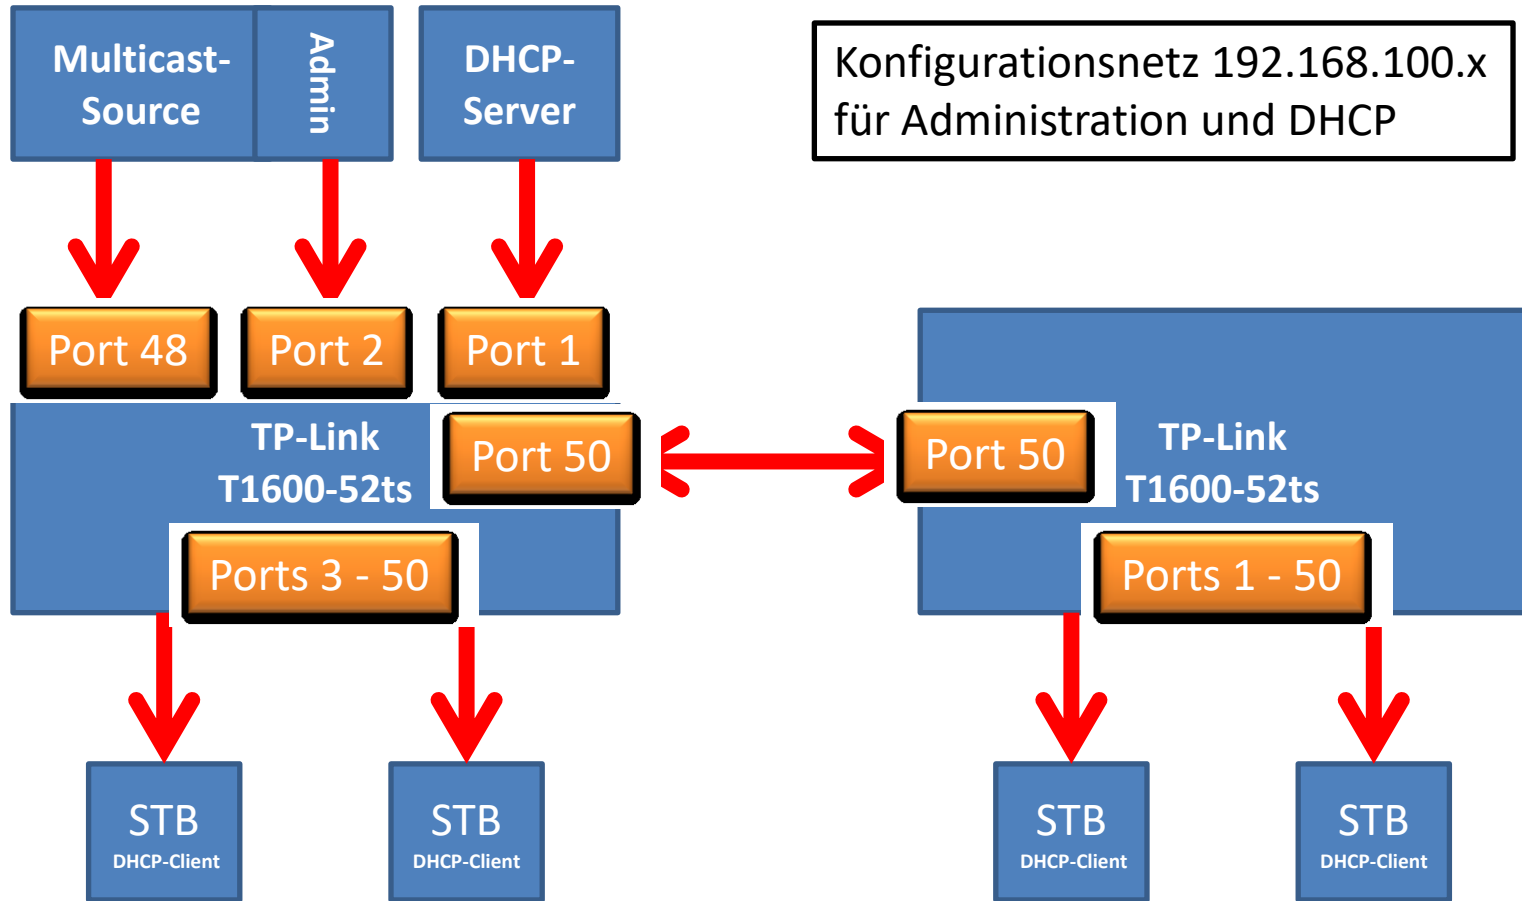 Multicast-
Source
Admin
DHCP-
Server
Konfigurationsnetz 192.168.100.x
für Administration und DHCP
Port 48
Port 2
Port 1
TP-Link
T1600-52ts
Port 50
Port 50
TP-Link
T1600-52ts
Ports 3 - 50
Ports 1 - 50
STB
DHCP-Client
STB
DHCP-Client
STB
DHCP-Client
STB
DHCP-Client